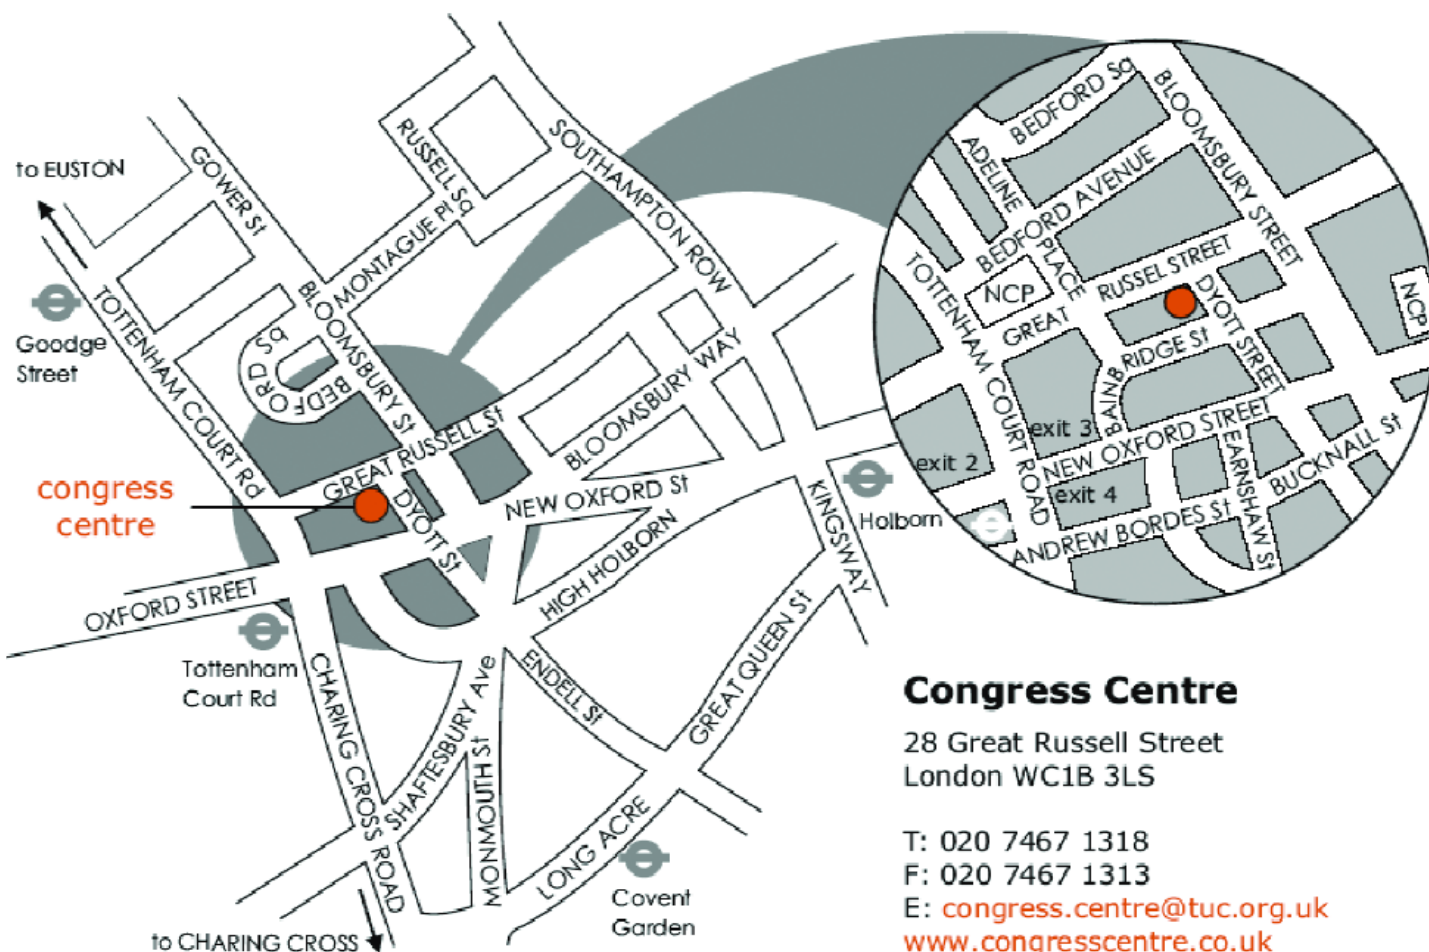 to EUSTON
GOWER St
RUSSELL Sq
SOUTHAMPTON ROW
MONTAGUE Pl
Goodge
Street
TOTTENHAM COURT Rd
BEDFORD Sq
BLOOMSBURY St
GREAT RUSSELL St
BLOOMSBURY WAY
congress
centre
DYOTT St
NEW OXFORD St
HIGH HOLBORN
KINGSWAY
Holborn
OXFORD STREET
Tottenham
Court Rd
CHARING CROSS ROAD
SHAFTESBURY Ave
MONMOUTH St
ENDELL St
GREAT QUEEN St
LONG ACRE
Covent
Garden
to CHARING CROSS
BEDFORD Sq
BLOOMSBURY STREET
ADELINE PLACE
BEDFORD AVENUE
TOTTENHAM COURT ROAD
NCP
GREAT RUSSEL STREET
DYOTT STREET
NCP
BAINBRIDGE St
exit 3
exit 2
NEW OXFORD STREET
exit 4
EARNSHAW St
BUCKNALL St
ANDREW BORDES St
Congress Centre
28 Great Russell Street
London WC1B 3LS
T: 020 7467 1318
F: 020 7467 1313
E: congress.centre@tuc.org.uk
www.congresscentre.co.uk